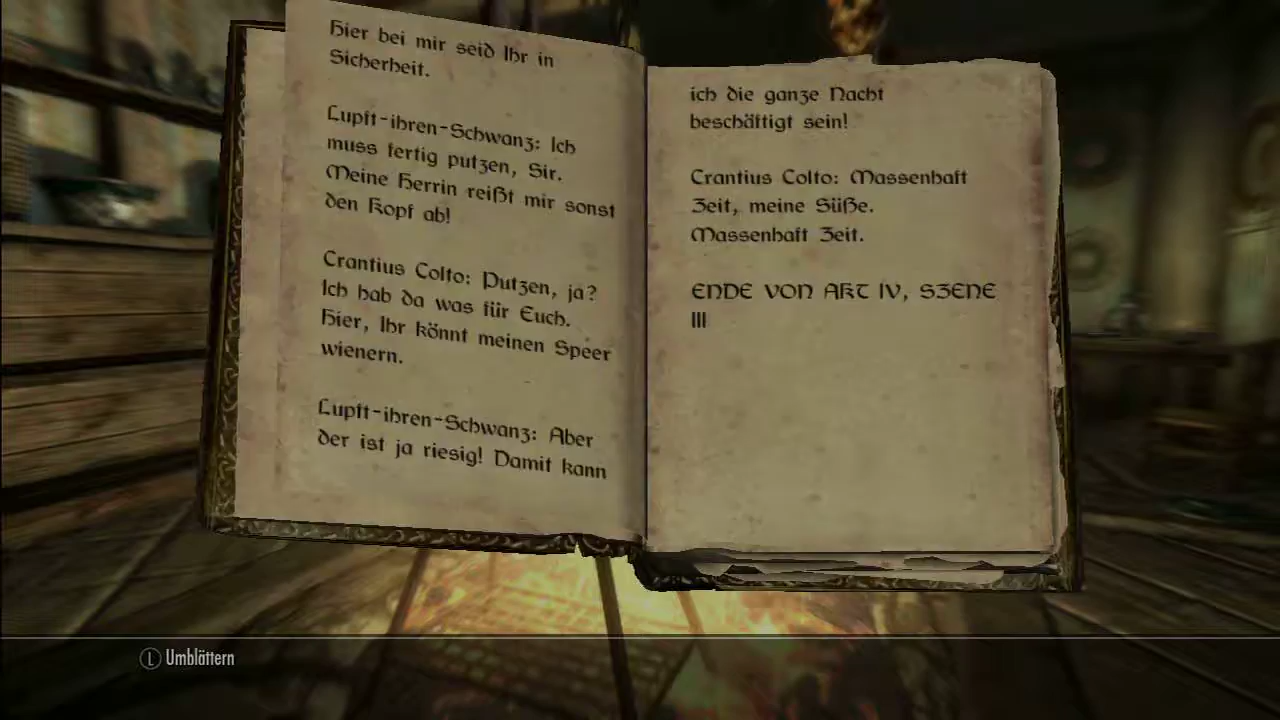 Hier bei mir seid Ihr in
Sicherheit.
Lupft-ihren-Schwanz: Ich
muss fertig putzen, Sir.
Meine Herrin reißt mir sonst
den Kopf ab!
Crantius Colto: Putzen, ja?
Ich hab da was für Euch.
Hier, Ihr könnt meinen Speer
wienern.
Lupft-ihren-Schwanz: Aber
der ist ja riesig! Damit kann
ich die ganze Nacht
beschäftigt sein!
Crantius Colto: Massenhaft
Zeit, meine Süße.
Massenhaft Zeit.
ENDE VON AKT IV, SZENE
III
L Umblättern